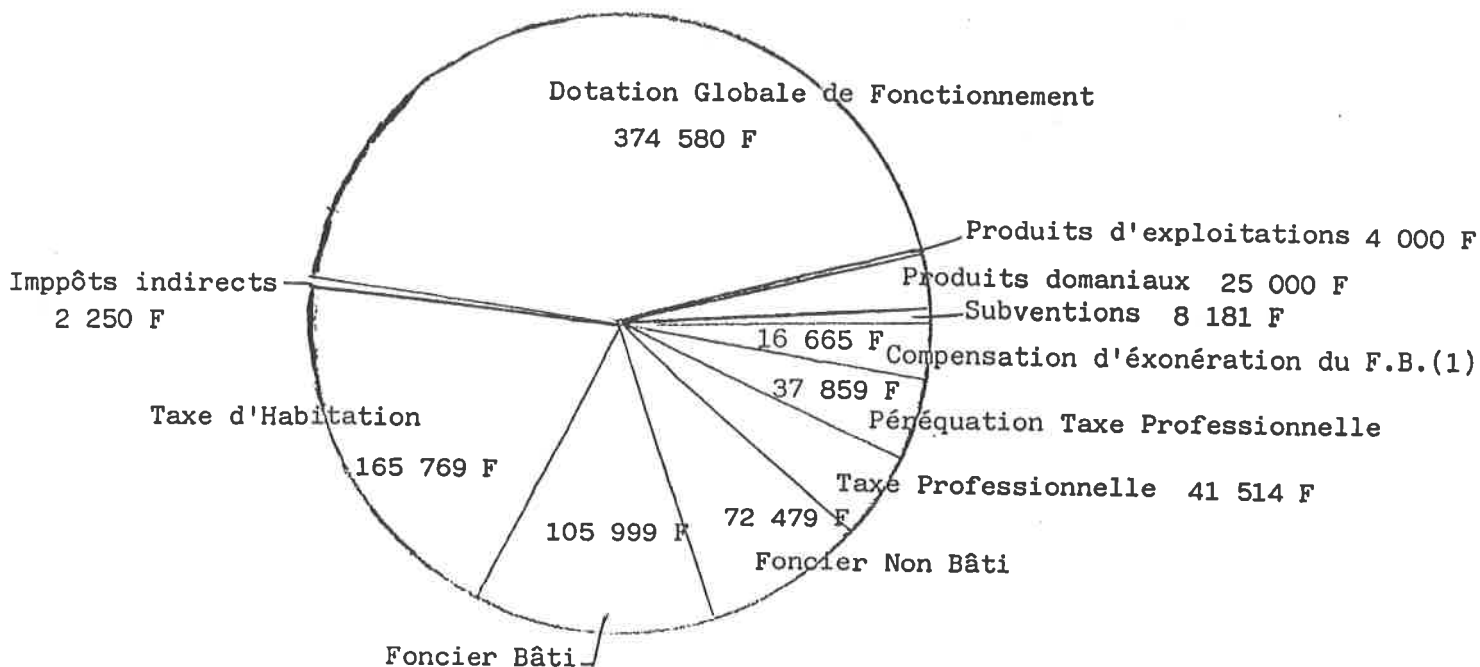 Dotation Globale de Fonctionnement
374 580 F
Produits d'exploitations 4 000 F
Produits domaniaux 25 000 F
Subventions 8 181 F
16 665 F
Compensation d'éxonération du F.B.(1)
37 859 F
Péréquation Taxe Professionnelle
Taxe Professionnelle 41 514 F
72 479 F
Foncier Non Bâti
105 999 F
Foncier Bâti
Taxe d'Habitation
165 769 F
Imppôts indirects
2 250 F